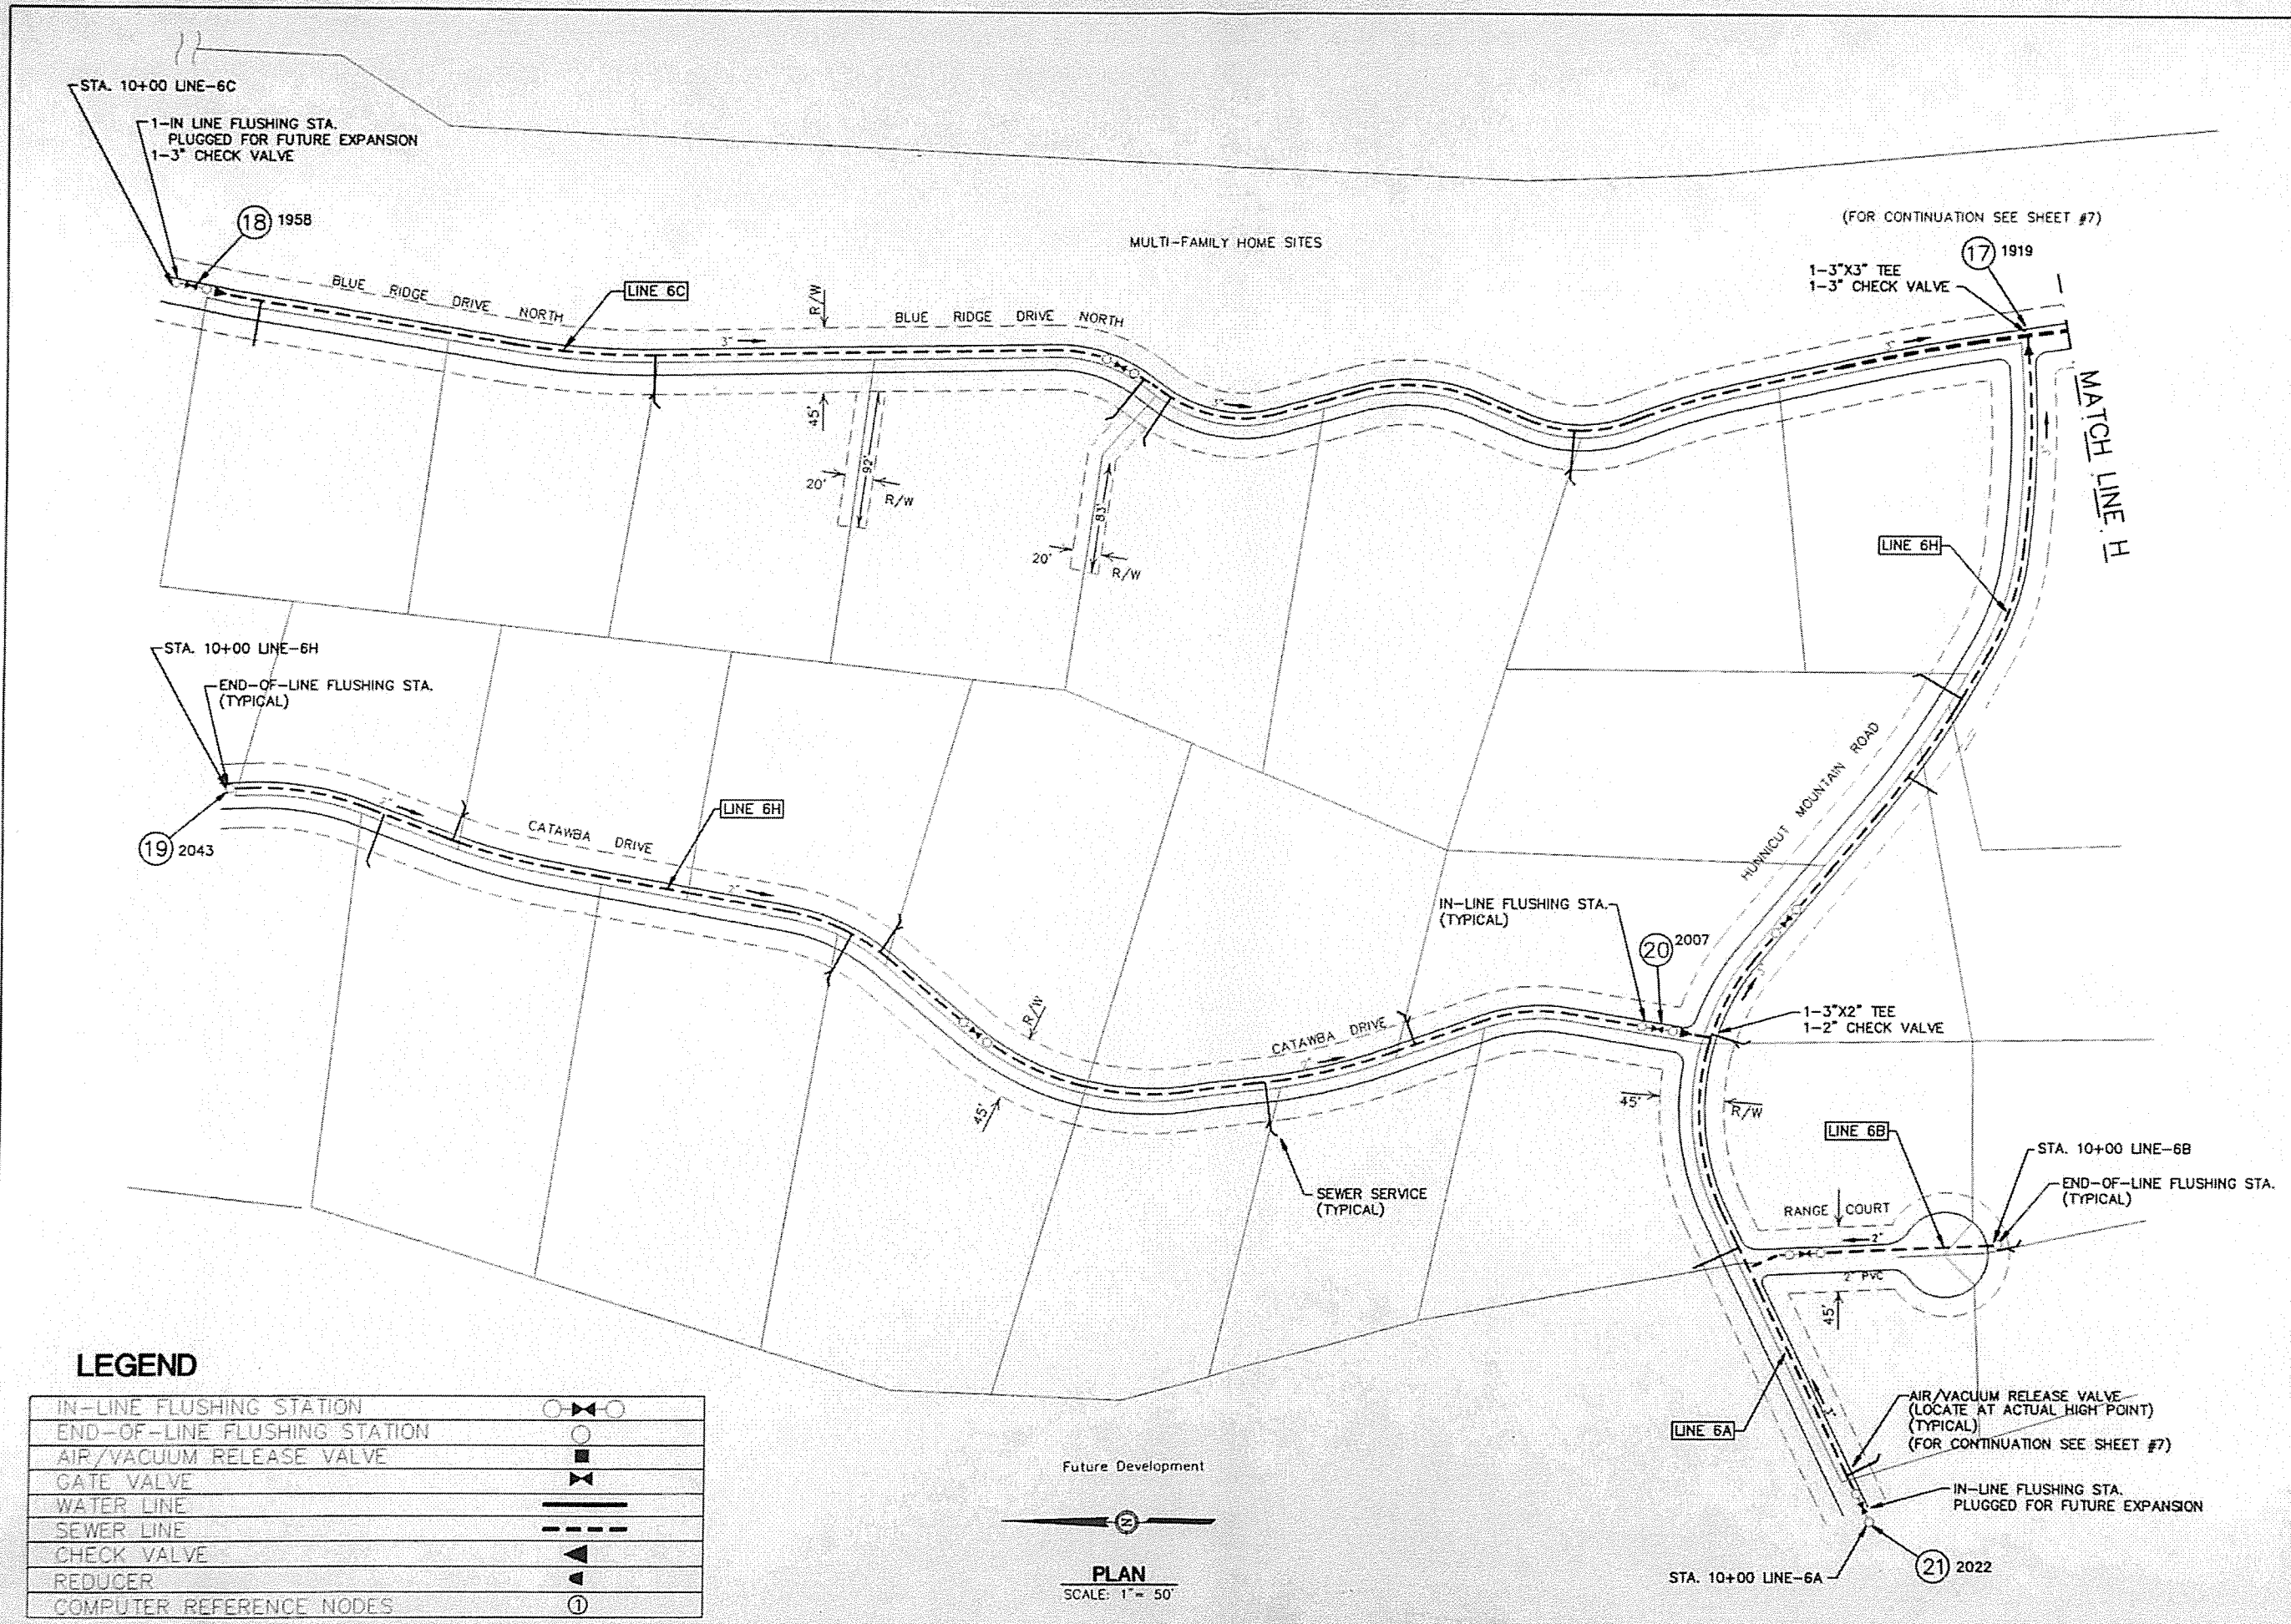 STA. 10+00 LINE-6C
1-IN LINE FLUSHING STA.
PLUGGED FOR FUTURE EXPANSION
1-3" CHECK VALVE
18 1958
BLUE RIDGE DRIVE NORTH
LINE 6C
R/W
MULTI-FAMILY HOME SITES
BLUE RIDGE DRIVE NORTH
(FOR CONTINUATION SEE SHEET #7)
17 1919
1-3"X3" TEE
1-3" CHECK VALVE
3"
3"
3"
45'
92'
20'
R/W
83'
20'
R/W
MATCH LINE H
LINE 6H
STA. 10+00 LINE-6H
END-OF-LINE FLUSHING STA.
(TYPICAL)
19 2043
2"
CATAWBA DRIVE
LINE 6H
2"
HUNNICUT MOUNTAIN ROAD
IN-LINE FLUSHING STA.
(TYPICAL)
20 2007
R/W
45'
CATAWBA DRIVE
2"
1-3"X2" TEE
1-2" CHECK VALVE
45'
R/W
SEWER SERVICE
(TYPICAL)
LINE 6B
STA. 10+00 LINE-6B
END-OF-LINE FLUSHING STA.
(TYPICAL)
RANGE COURT
2"
2" PVC
45'
LINE 6A
3"
AIR/VACUUM RELEASE VALVE
(LOCATE AT ACTUAL HIGH POINT)
(TYPICAL)
(FOR CONTINUATION SEE SHEET #7)
IN-LINE FLUSHING STA.
PLUGGED FOR FUTURE EXPANSION
STA. 10+00 LINE-6A
21 2022
LEGEND
IN-LINE FLUSHING STATION
END-OF-LINE FLUSHING STATION
AIR/VACUUM RELEASE VALVE
GATE VALVE
WATER LINE
SEWER LINE
CHECK VALVE
REDUCER
COMPUTER REFERENCE NODES 1
Future Development
N
PLAN
SCALE: 1"= 50'